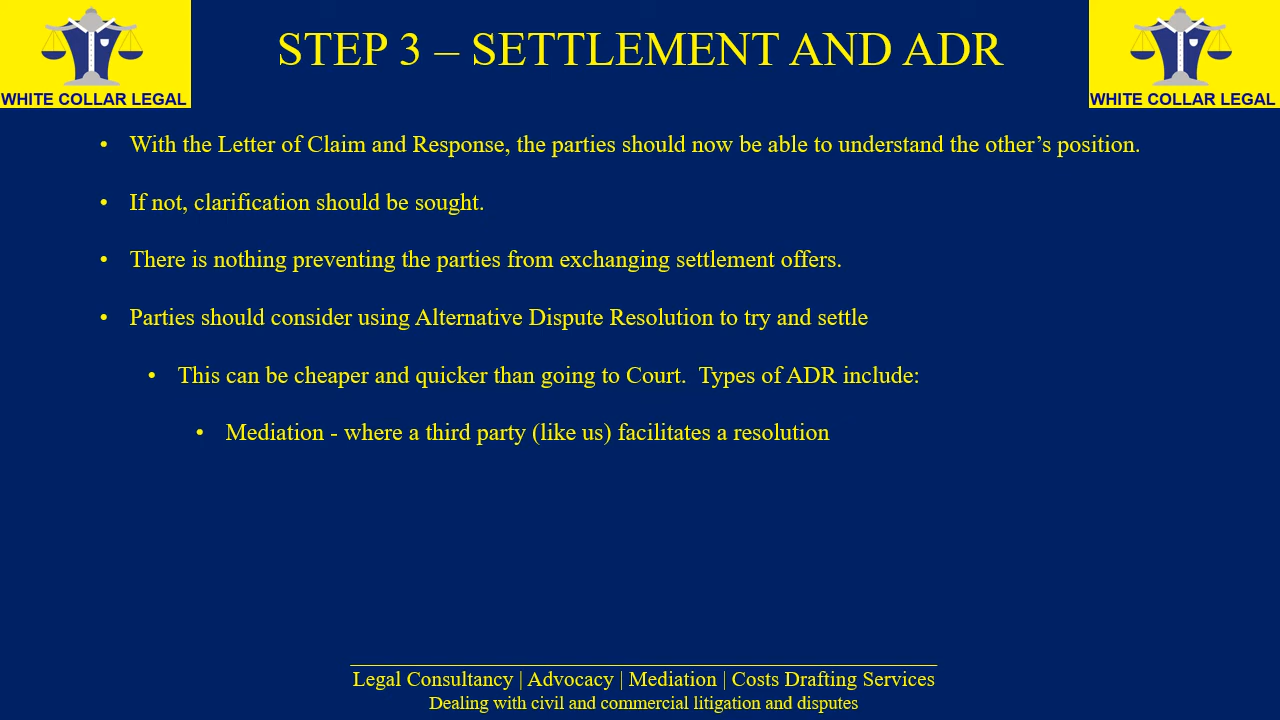 WHITE COLLAR LEGAL
STEP 3 – SETTLEMENT AND ADR
WHITE COLLAR LEGAL
• With the Letter of Claim and Response, the parties should now be able to understand the other’s position.
• If not, clarification should be sought.
• There is nothing preventing the parties from exchanging settlement offers.
• Parties should consider using Alternative Dispute Resolution to try and settle
• This can be cheaper and quicker than going to Court.  Types of ADR include:
• Mediation - where a third party (like us) facilitates a resolution
Legal Consultancy | Advocacy | Mediation | Costs Drafting Services
Dealing with civil and commercial litigation and disputes